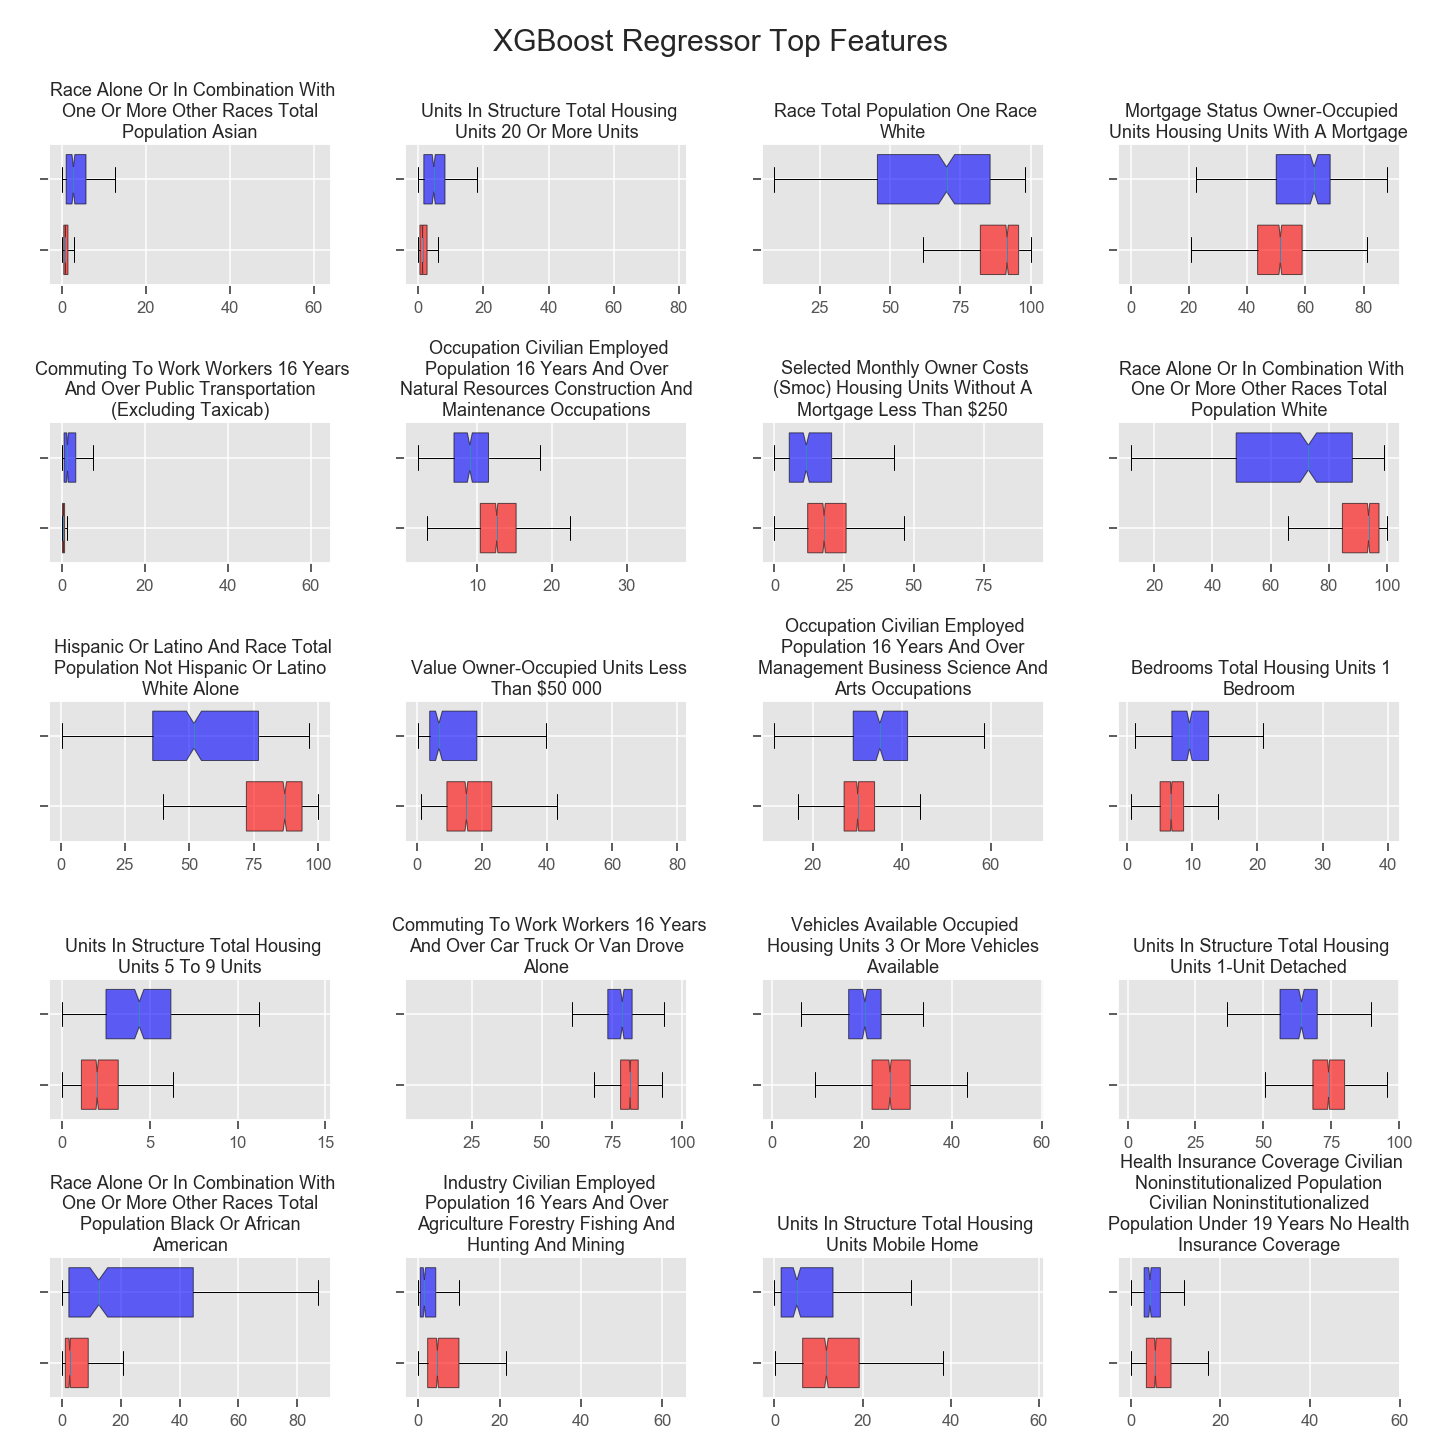 XGBoost Regressor Top Features
Race Alone Or In Combination With
One Or More Other Races Total
Population Asian
0 20 40 60
Units In Structure Total Housing
Units 20 Or More Units
0 20 40 60 80
Race Total Population One Race
White
25 50 75 100
Mortgage Status Owner-Occupied
Units Housing Units With A Mortgage
0 20 40 60 80
Commuting To Work Workers 16 Years
And Over Public Transportation
(Excluding Taxicab)
0 20 40 60
Occupation Civilian Employed
Population 16 Years And Over
Natural Resources Construction And
Maintenance Occupations
10 20 30
Selected Monthly Owner Costs
(Smoc) Housing Units Without A
Mortgage Less Than $250
0 25 50 75
Race Alone Or In Combination With
One Or More Other Races Total
Population White
20 40 60 80 100
Hispanic Or Latino And Race Total
Population Not Hispanic Or Latino
White Alone
0 25 50 75 100
Value Owner-Occupied Units Less
Than $50 000
0 20 40 60 80
Occupation Civilian Employed
Population 16 Years And Over
Management Business Science And
Arts Occupations
20 40 60
Bedrooms Total Housing Units 1
Bedroom
0 10 20 30 40
Units In Structure Total Housing
Units 5 To 9 Units
0 5 10 15
Commuting To Work Workers 16 Years
And Over Car Truck Or Van Drove
Alone
25 50 75 100
Vehicles Available Occupied
Housing Units 3 Or More Vehicles
Available
0 20 40 60
Units In Structure Total Housing
Units 1-Unit Detached
0 25 50 75 100
Race Alone Or In Combination With
One Or More Other Races Total
Population Black Or African
American
0 20 40 60 80
Industry Civilian Employed
Population 16 Years And Over
Agriculture Forestry Fishing And
Hunting And Mining
0 20 40 60
Units In Structure Total Housing
Units Mobile Home
0 20 40 60
Health Insurance Coverage Civilian
Noninstitutionalized Population
Civilian Noninstitutionalized
Population Under 19 Years No Health
Insurance Coverage
0 20 40 60